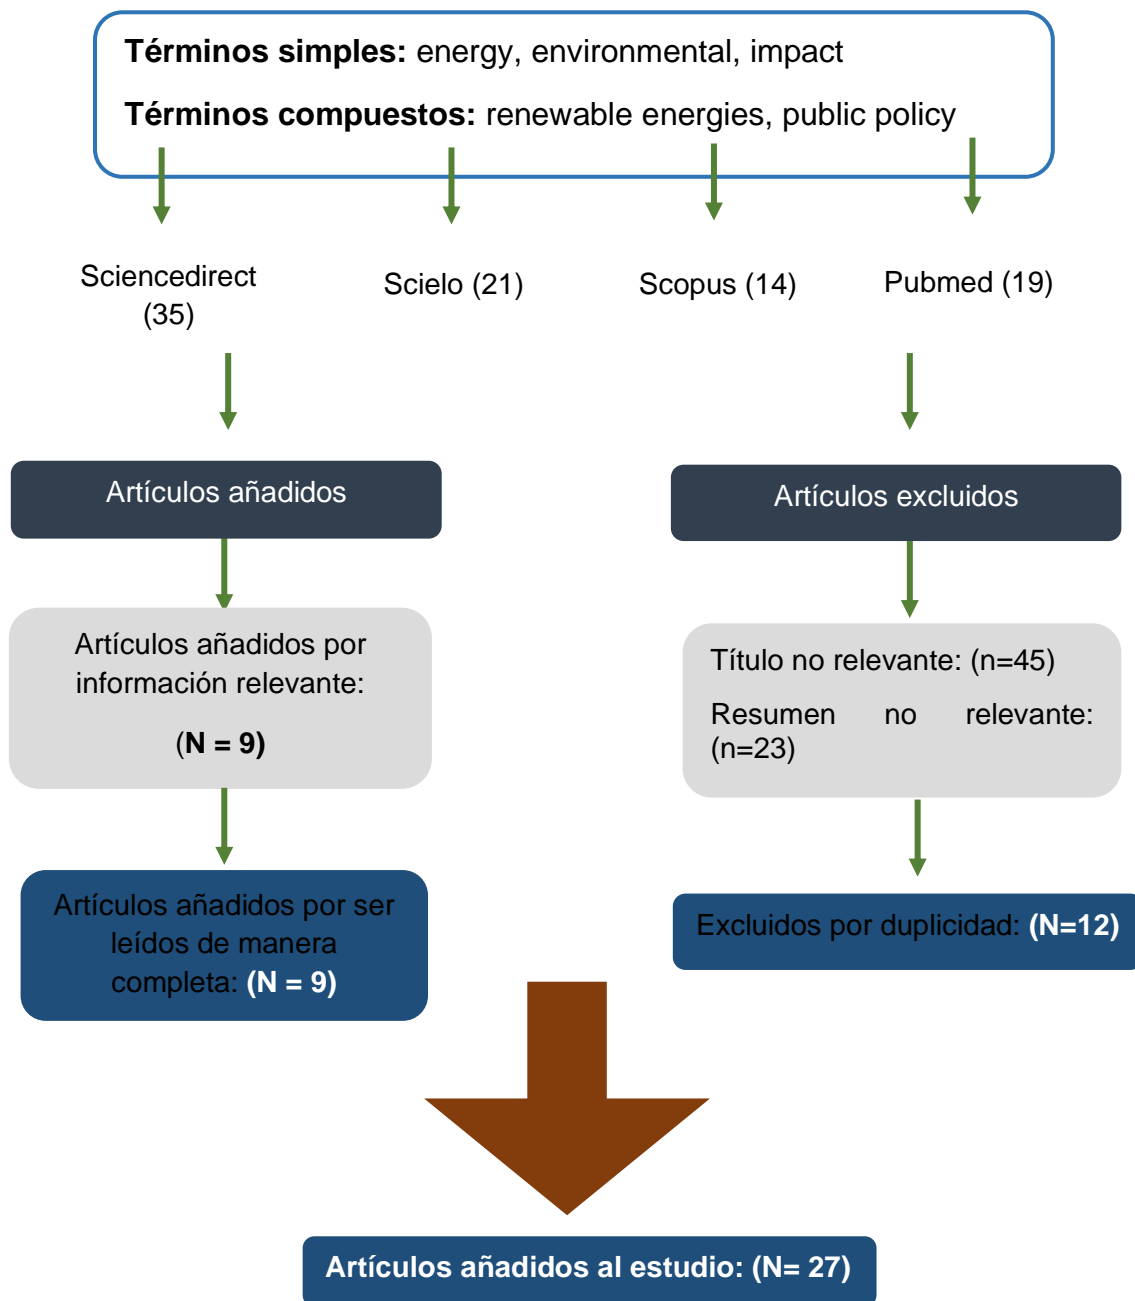 Términos simples: energy, environmental, impact
Términos compuestos: renewable energies, public policy
Sciencedirect
(35)
Scielo (21)
Scopus (14)
Pubmed (19)
Artículos añadidos
Artículos excluidos
Artículos añadidos por
información relevante:
(N = 9)
Título no relevante: (n=45)
Resumen no relevante:
(n=23)
Artículos añadidos por ser
leídos de manera
completa: (N = 9)
Excluidos por duplicidad: (N=12)
Artículos añadidos al estudio: (N= 27)